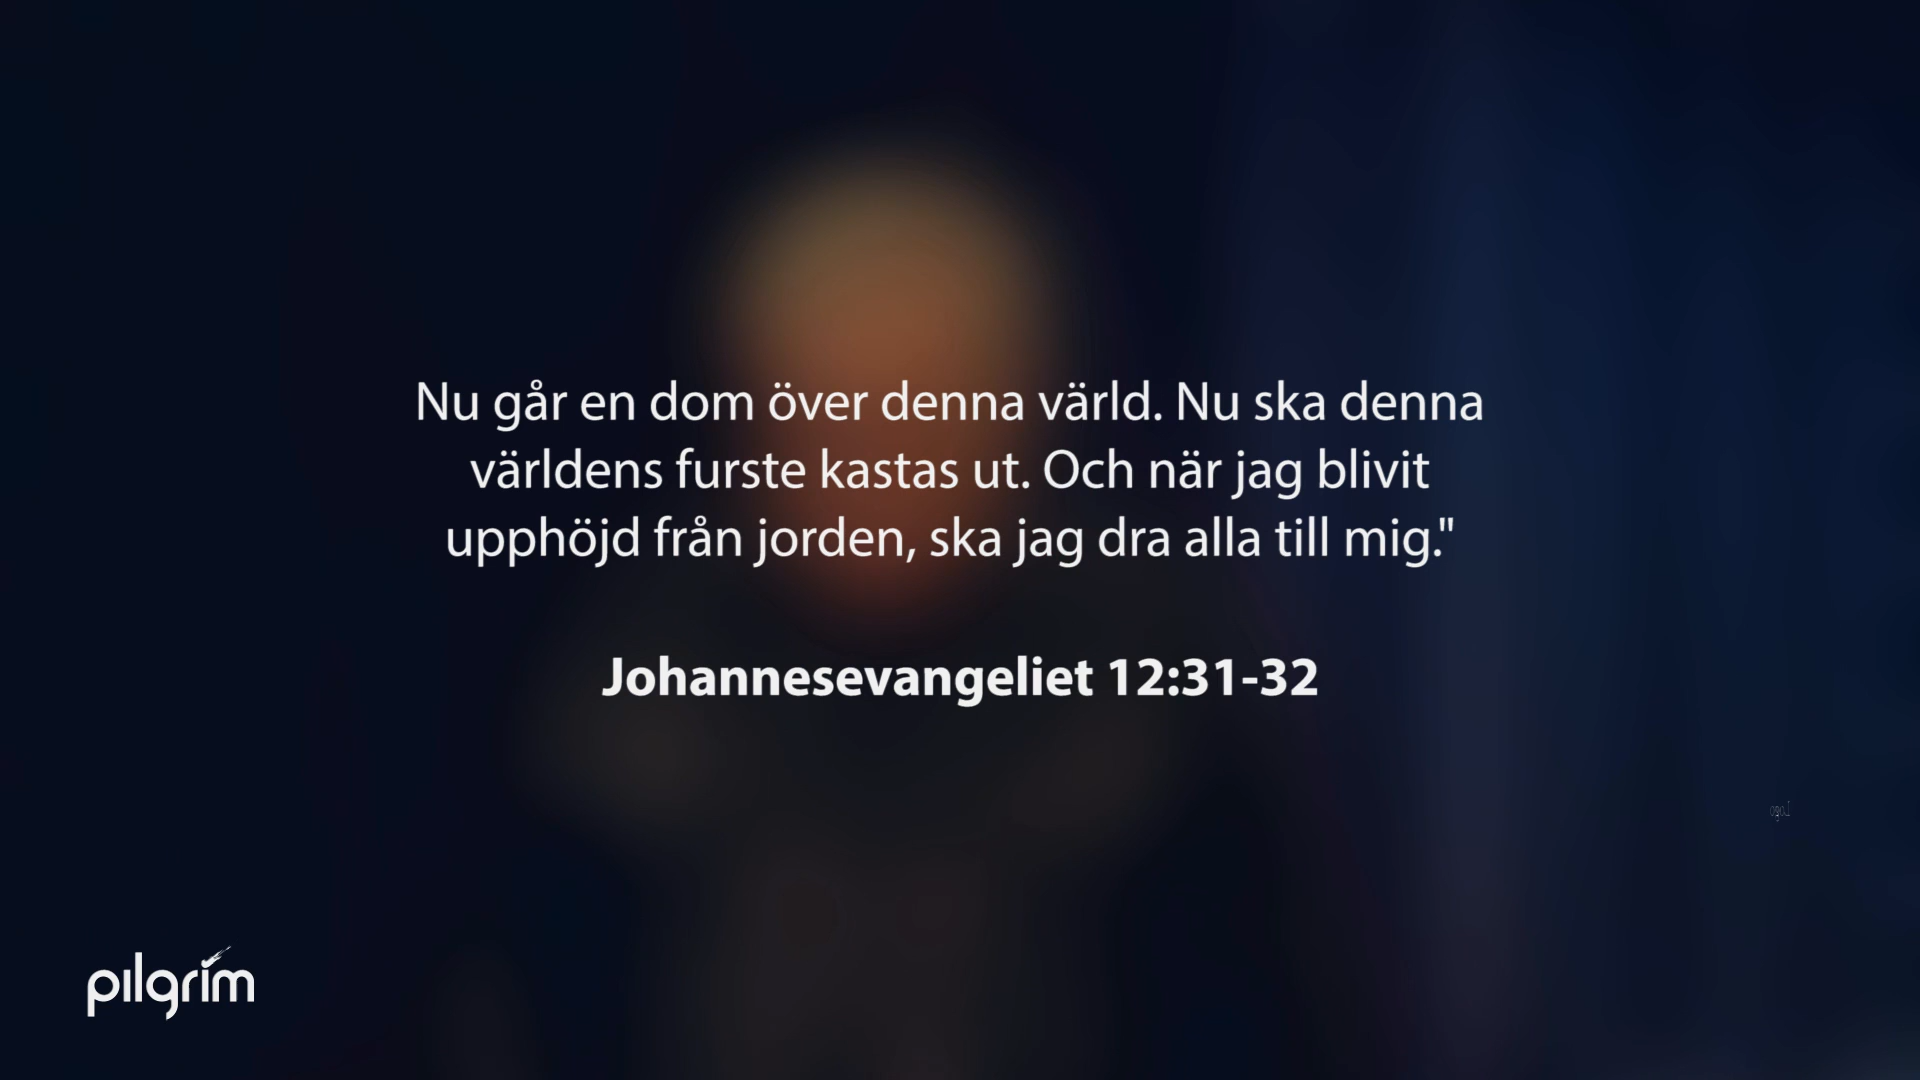 Nu går en dom över denna värld. Nu ska denna
världens furste kastas ut. Och när jag blivit
upphöjd från jorden, ska jag dra alla till mig."
Johannesevangeliet 12:31-32
pilgrim